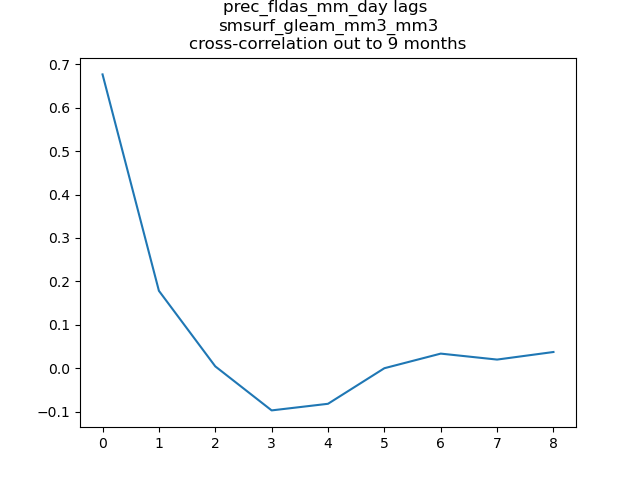 prec_fldas_mm_day lags
smsurf_gleam_mm3_mm3
cross-correlation out to 9 months
0.7
0.6
0.5
0.4
0.3
0.2
0.1
0.0
−0.1
0 1 2 3 4 5 6 7 8